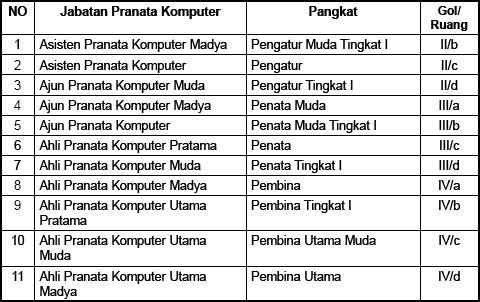 NO Jabatan Pranata Komputer Pangkat Gol/
Ruang
1 Asisten Pranata Komputer Madya Pengatur Muda Tingkat I II/b
2 Asisten Pranata Komputer Pengatur II/c
3 Ajun Pranata Komputer Muda Pengatur Tingkat I II/d
4 Ajun Pranata Komputer Madya Penata Muda III/a
5 Ajun Pranata Komputer Penata Muda Tingkat I III/b
6 Ahli Pranata Komputer Pratama Penata III/c
7 Ahli Pranata Komputer Muda Penata Tingkat I III/d
8 Ahli Pranata Komputer Madya Pembina IV/a
9 Ahli Pranata Komputer Utama Pembina Tingkat I IV/b
Pratama
10 Ahli Pranata Komputer Utama Pembina Utama Muda IV/c
Muda
11 Ahli Pranata Komputer Utama Pembina Utama IV/d
Madya